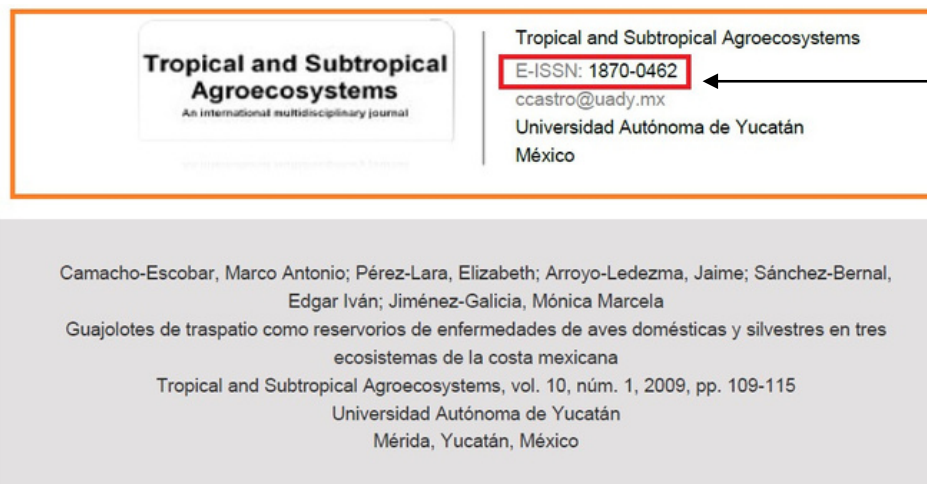 Tropical and Subtropical
Agroecosystems
An international multidisciplinary journal
Tropical and Subtropical Agroecosystems
E-ISSN: 1870-0462
ccastro@uady.mx
Universidad Autónoma de Yucatán
México
Camacho-Escobar, Marco Antonio; Pérez-Lara, Elizabeth; Arroyo-Ledezma, Jaime; Sánchez-Bernal,
Edgar Iván; Jiménez-Galicia, Mónica Marcela
Guajolotes de traspatio como reservorios de enfermedades de aves domésticas y silvestres en tres
ecosistemas de la costa mexicana
Tropical and Subtropical Agroecosystems, vol. 10, núm. 1, 2009, pp. 109-115
Universidad Autónoma de Yucatán
Mérida, Yucatán, México